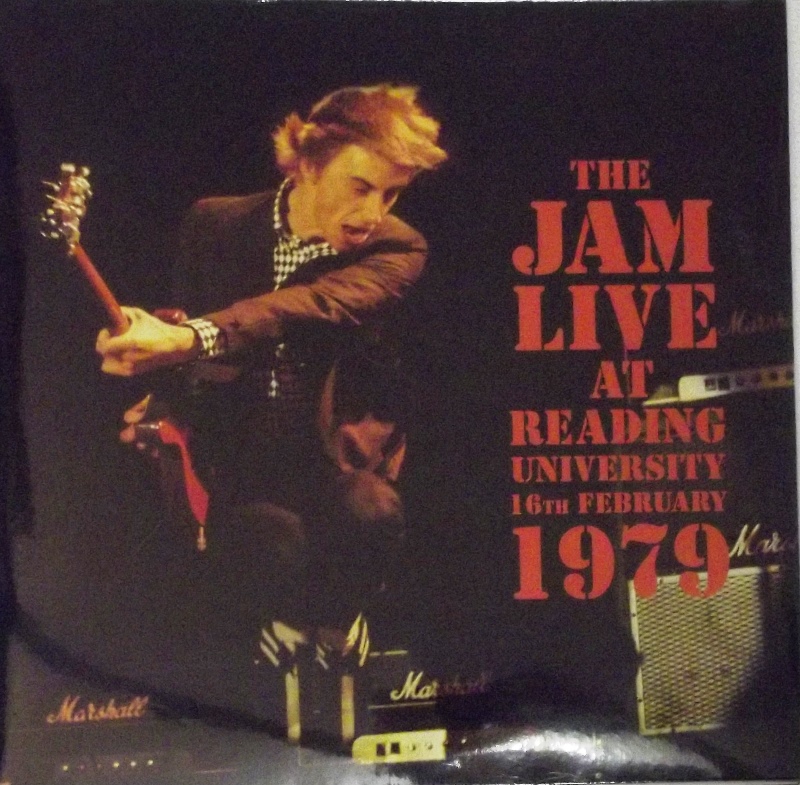 THE
JAM
LIVE
AT
READING
UNIVERSITY
16TH FEBRUARY
1979
Marshall
Marshall